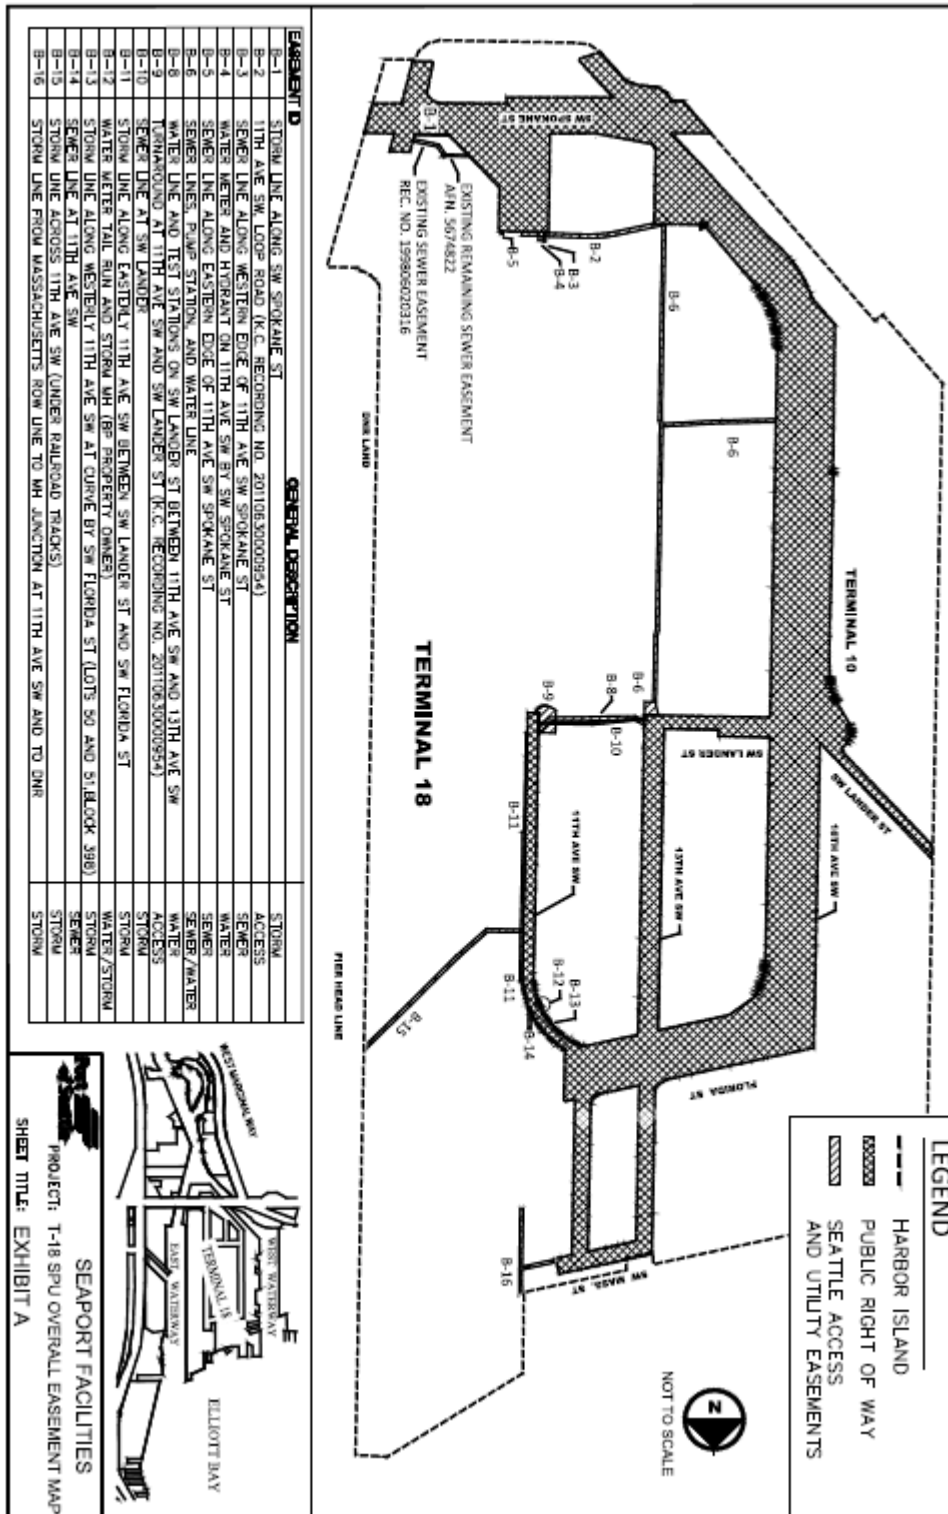 LEGEND
HARBOR ISLAND
PUBLIC RIGHT OF WAY
SEATTLE ACCESS
AND UTILITY EASEMENTS
N
NOT TO SCALE
TERMINAL 10
SW LANDER ST
16TH AVE SW
SW SPOKANE ST
B-1
EXISTING REMAINING SEWER EASEMENT
AFN. 5674822
EXISTING SEWER EASEMENT
REC. NO. 199806020316
B-2
B-3
B-4
B-5
B-6
B-6
B-6
B-8
B-9
B-10
SW LANDER ST
13TH AVE SW
11TH AVE SW
B-11
B-11
B-12
B-13
B-14
B-15
FLORIDA ST
SW MASS. ST
B-16
TERMINAL 18
DNR LAND
PIER HEAD LINE
EASEMENT ID GENERAL DESCRIPTION
B-1 STORM LINE ALONG SW SPOKANE ST STORM
B-2 11TH AVE SW LOOP ROAD (K.C. RECORDING NO. 20110630000954) ACCESS
B-3 SEWER LINE ALONG WESTERN EDGE OF 11TH AVE SW SPOKANE ST SEWER
B-4 WATER METER AND HYDRANT ON 11TH AVE SW BY SW SPOKANE ST WATER
B-5 SEWER LINE ALONG EASTERN EDGE OF 11TH AVE SW SPOKANE ST SEWER
B-6 SEWER LINES, PUMP STATION, AND WATER LINE SEWER/WATER
B-8 WATER LINE AND TEST STATIONS ON SW LANDER ST BETWEEN 11TH AVE SW AND 13TH AVE SW WATER
B-9 TURNAROUND AT 11TH AVE SW AND SW LANDER ST (K.C. RECORDING NO. 20110630000954) ACCESS
B-10 SEWER LINE AT SW LANDER STORM
B-11 STORM LINE ALONG EASTERLY 11TH AVE SW BETWEEN SW LANDER ST AND SW FLORIDA ST STORM
B-12 WATER METER TAIL RUN AND STORM MH (BP PROPERTY OWNER) WATER/STORM
B-13 STORM LINE ALONG WESTERLY 11TH AVE SW AT CURVE BY SW FLORIDA ST (LOTS 50 AND 51,BLOCK 398) STORM
B-14 SEWER LINE AT 11TH AVE SW SEWER
B-15 STORM LINE ACROSS 11TH AVE SW (UNDER RAILROAD TRACKS) STORM
B-16 STORM LINE FROM MASSACHUSETTS ROW LINE TO MH JUNCTION AT 11TH AVE SW AND TO DNR STORM
WEST MARGINAL WAY
WEST WATERWAY
TERMINAL 18
EAST WATERWAY
ELLIOTT BAY
Port
of Seattle
SEAPORT FACILITIES
PROJECT: T-18 SPU OVERALL EASEMENT MAP
SHEET TITLE: EXHIBIT A